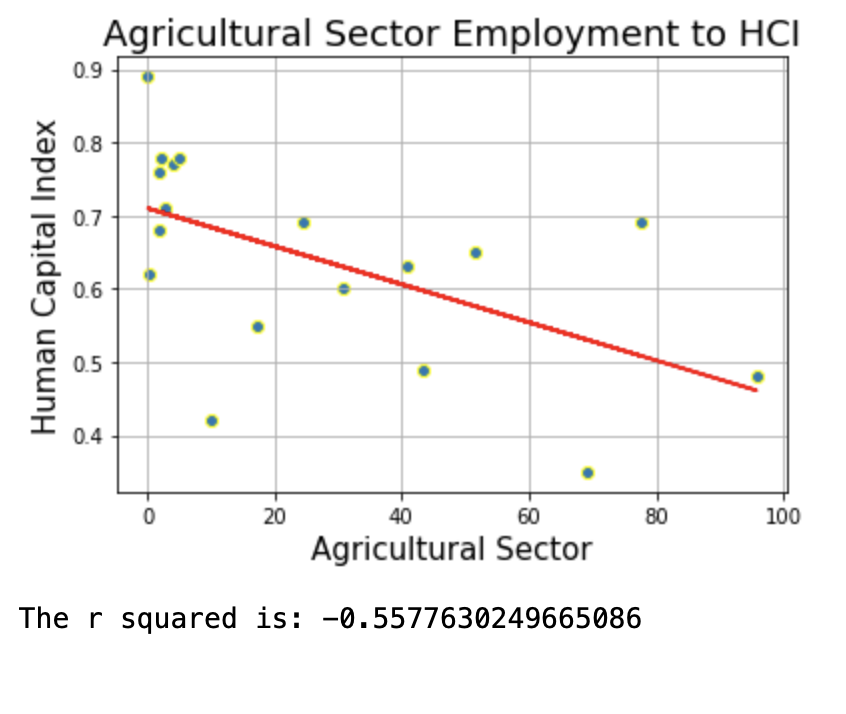 Agricultural Sector Employment to HCI
0.9
0.8
0.7
0.6
0.5
0.4
Human Capital Index
0 20 40 60 80 100
Agricultural Sector
The r squared is: -0.5577630249665086